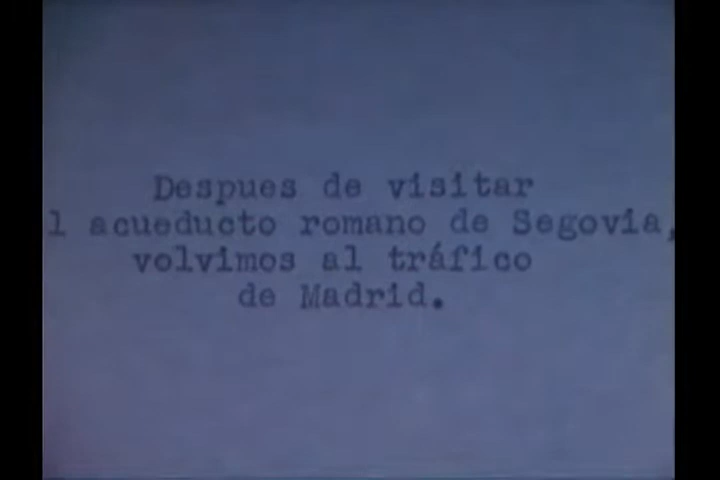 Despues de visitar
l acueducto romano de Segovia,
volvimos al tráfico
de Madrid.